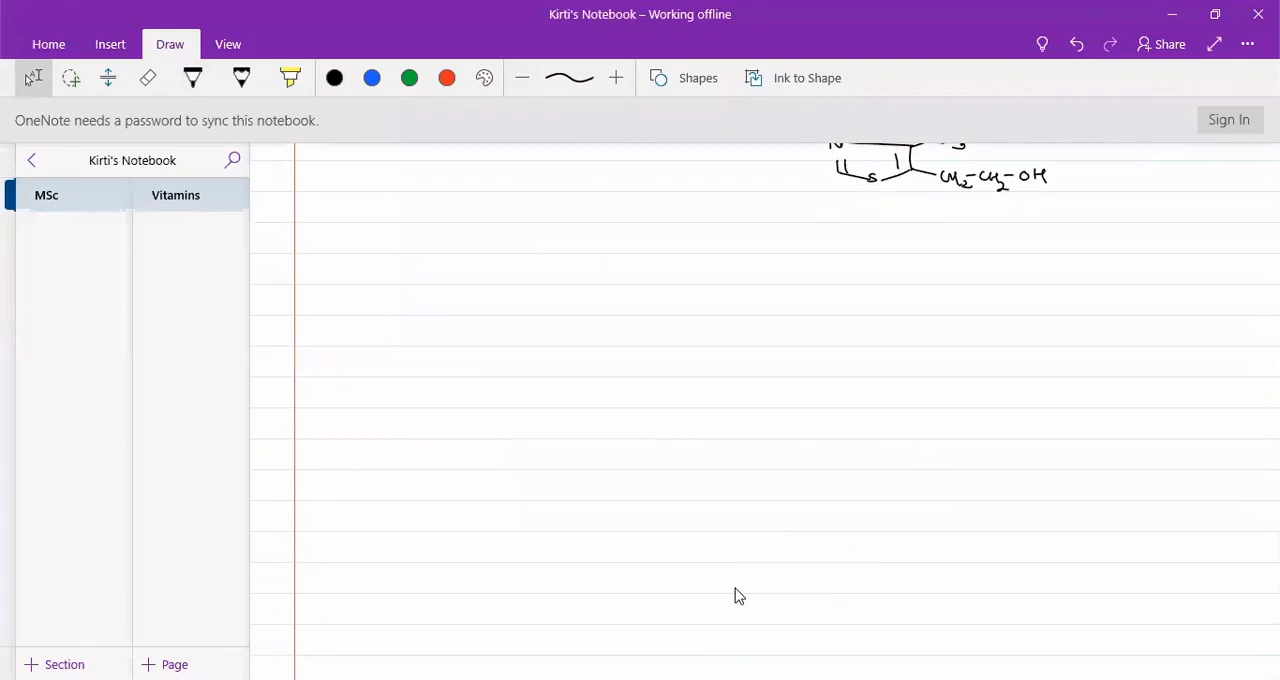 Kirti's Notebook – Working offline
Home Insert Draw View Share
Shapes Ink to Shape
OneNote needs a password to sync this notebook. Sign In
Kirti's Notebook
MSc Vitamins
S CH2-CH2-OH
+ Section + Page